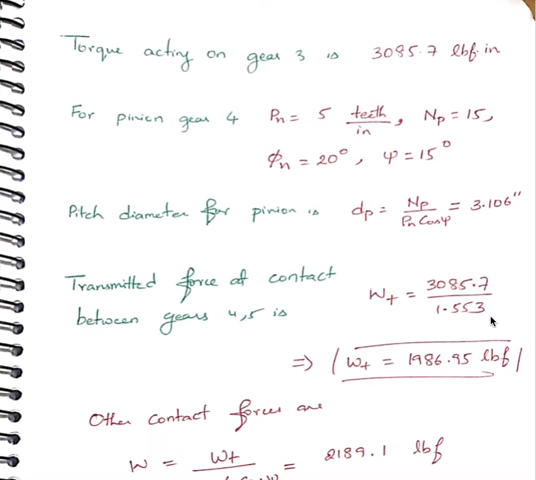 Torque acting on gear 3 is 3085.7 lbf.in
For pinion gear 4 Pn = 5 teeth/in, Np = 15,
ϕn = 20°, ψ = 15°
Pitch diameter for pinion is dp = Np/(Pn Cosψ) = 3.106"
Transmitted force at contact between gears 4,5 is
Wt = 3085.7/1.553
=> Wt = 1986.95 lbf
Other contact forces are
W = Wt/ = 2189.1 lbf